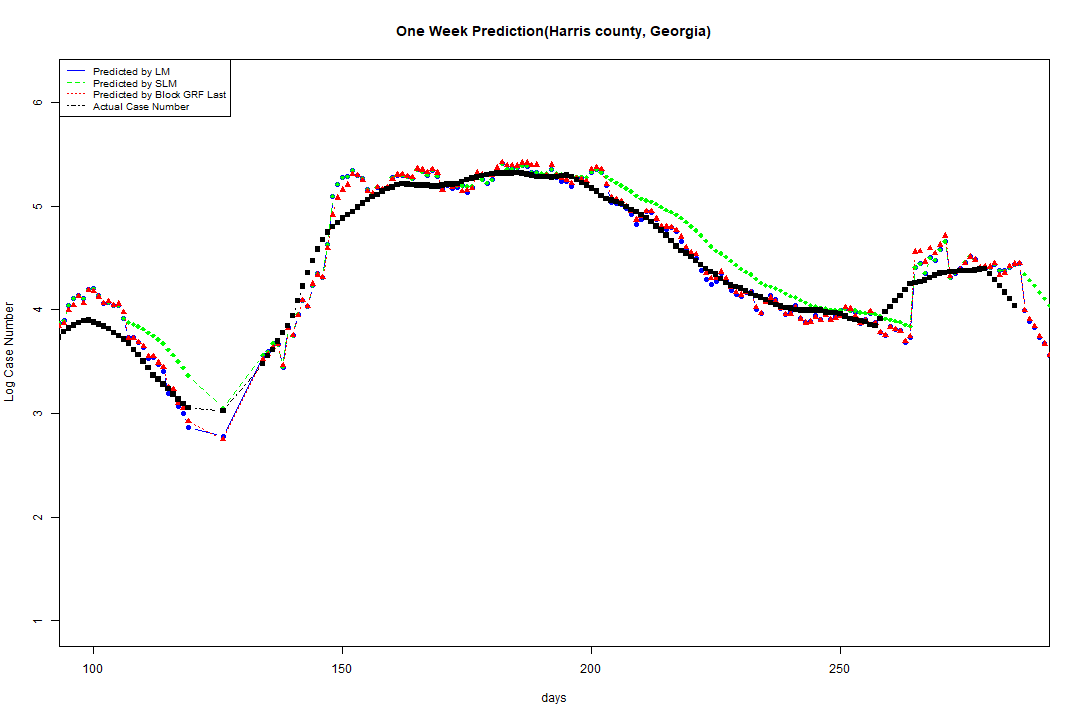 One Week Prediction(Harris county, Georgia)
Predicted by LM
Predicted by SLM
Predicted by Block GRF Last
Actual Case Number
6
5
4
3
2
1
Log Case Number
100 150 200 250
days